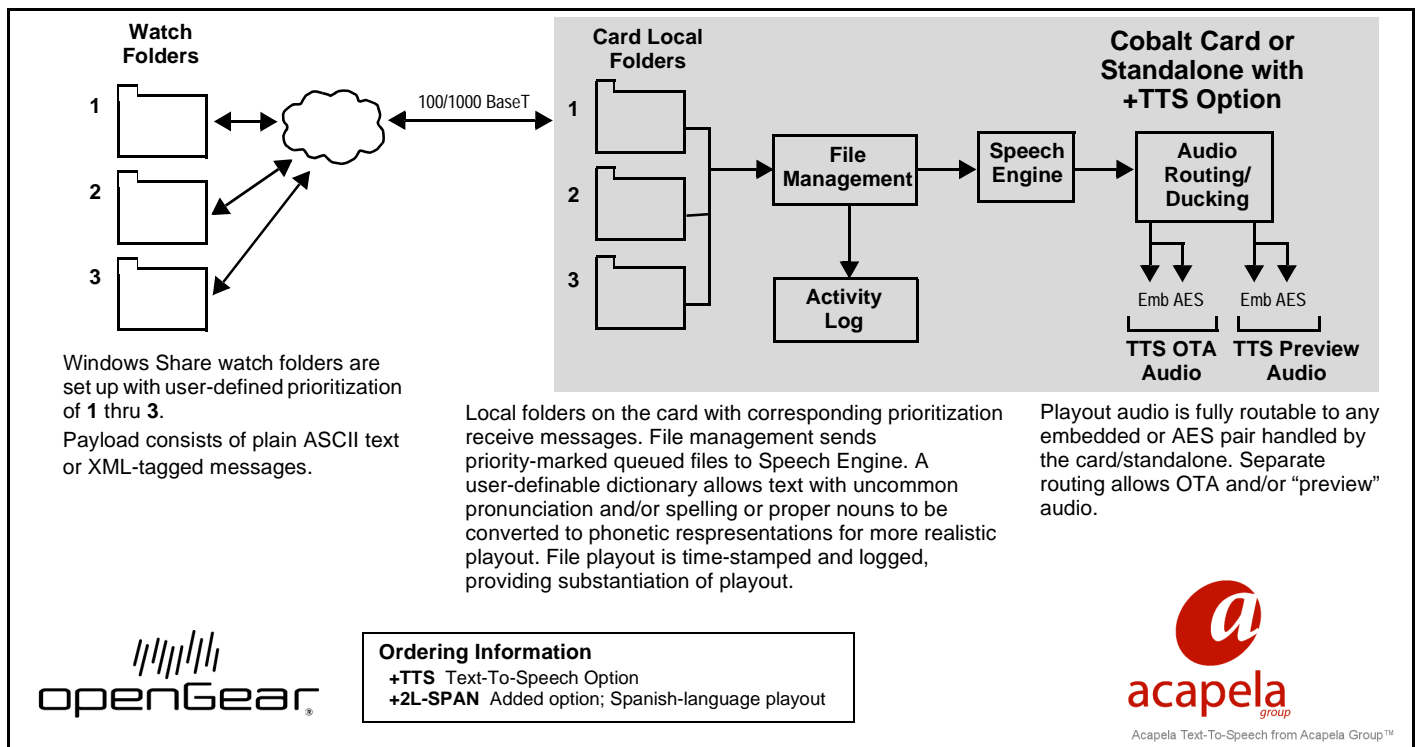 Watch
Folders
1
2
3
100/1000 BaseT
Card Local
Folders
1
2
3
Cobalt Card or
Standalone with
+TTS Option
File
Management
Speech
Engine
Audio
Routing/
Ducking
Activity
Log
Emb AES
Emb AES
TTS OTA
Audio
TTS Preview
Audio
Windows Share watch folders are
set up with user-defined prioritization
of 1 thru 3.
Payload consists of plain ASCII text
or XML-tagged messages.
Local folders on the card with corresponding prioritization
receive messages. File management sends
priority-marked queued files to Speech Engine. A
user-definable dictionary allows text with uncommon
pronunciation and/or spelling or proper nouns to be
converted to phonetic respresentations for more realistic
playout. File playout is time-stamped and logged,
providing substantiation of playout.
Playout audio is fully routable to any
embedded or AES pair handled by
the card/standalone. Separate
routing allows OTA and/or “preview”
audio.
openGear®
Ordering Information
+TTS Text-To-Speech Option
+2L-SPAN Added option; Spanish-language playout
a
acapela
group
Acapela Text-To-Speech from Acapela Group™